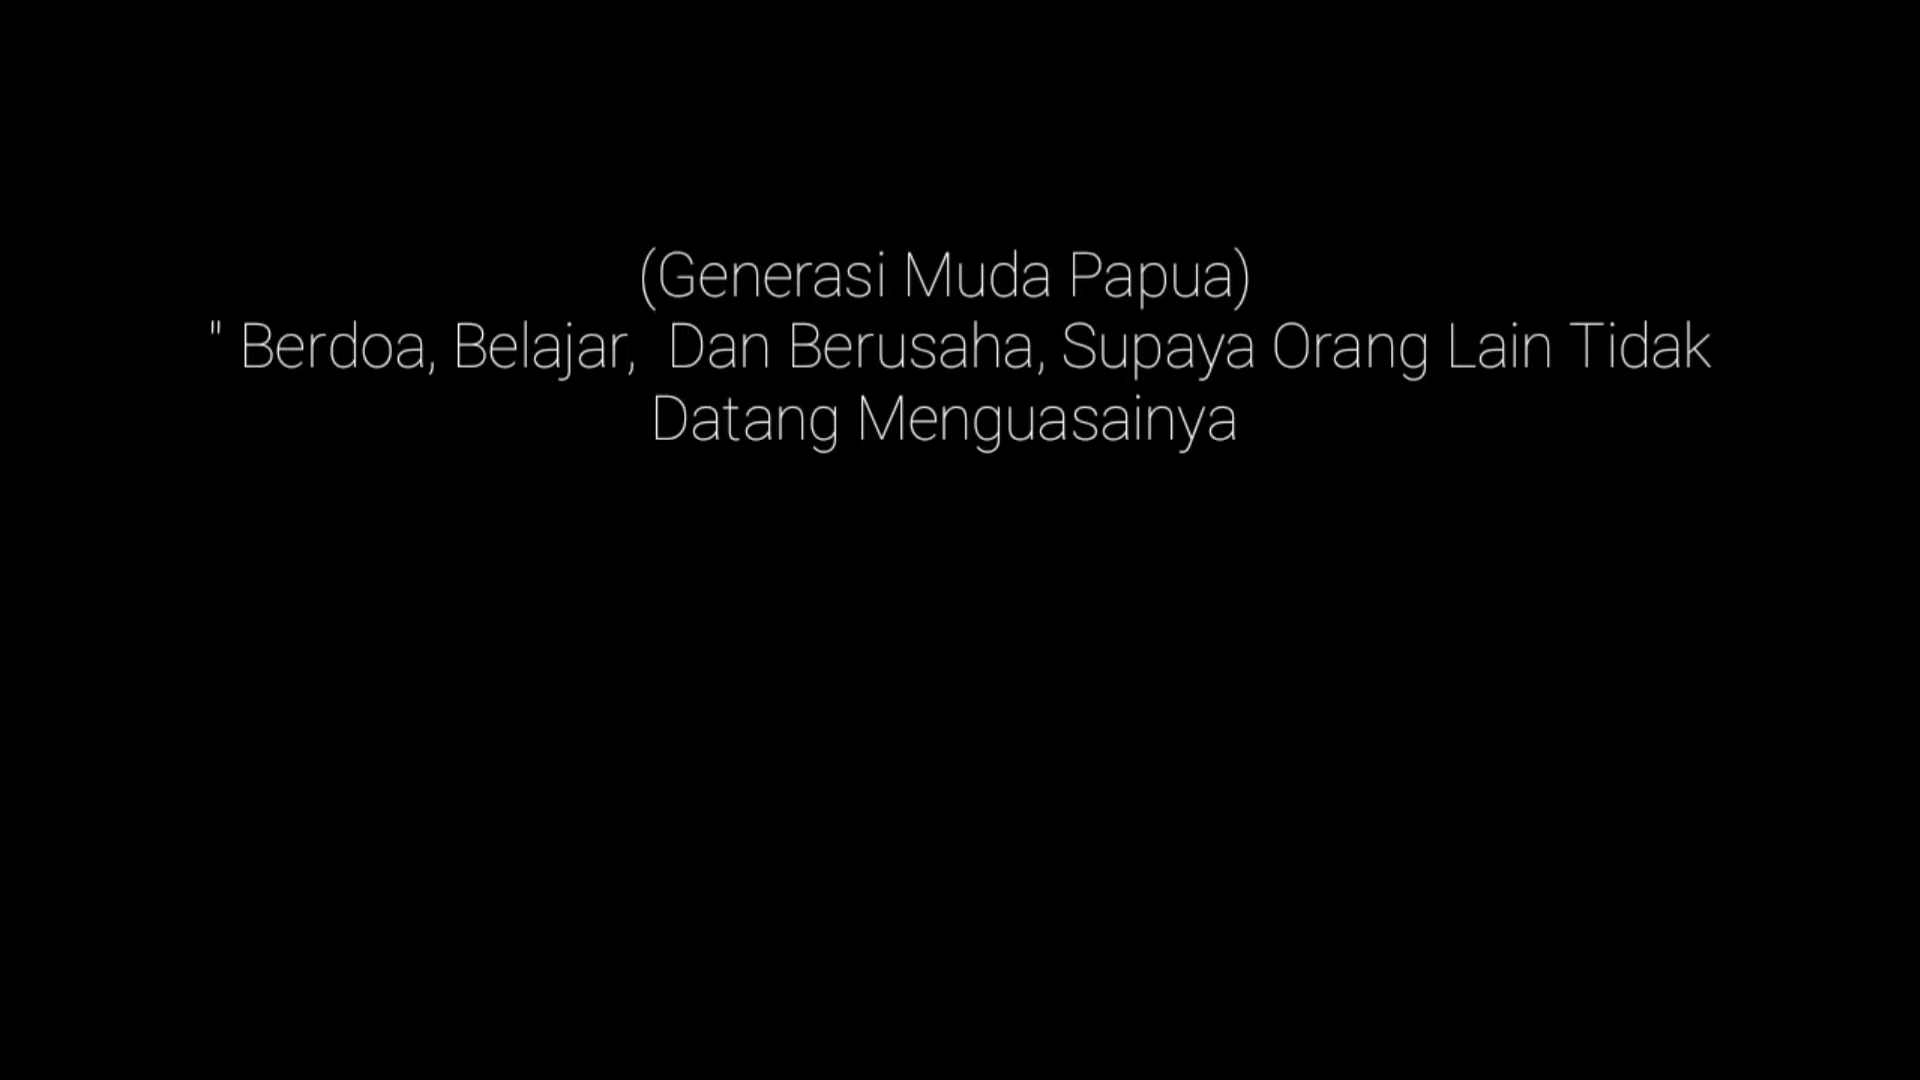 (Generasi Muda Papua)
" Berdoa, Belajar,  Dan Berusaha, Supaya Orang Lain Tidak
Datang Menguasainya